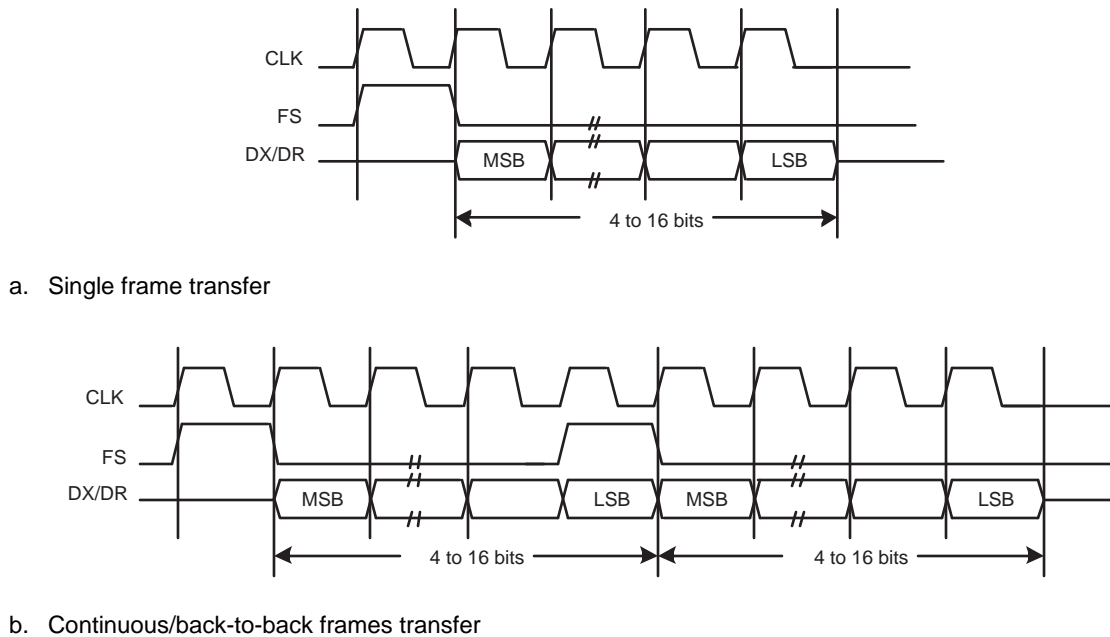 CLK
FS
DX/DR
MSB
LSB
4 to 16 bits
a. Single frame transfer
CLK
FS
DX/DR
MSB
LSB
MSB
LSB
4 to 16 bits
4 to 16 bits
b. Continuous/back-to-back frames transfer